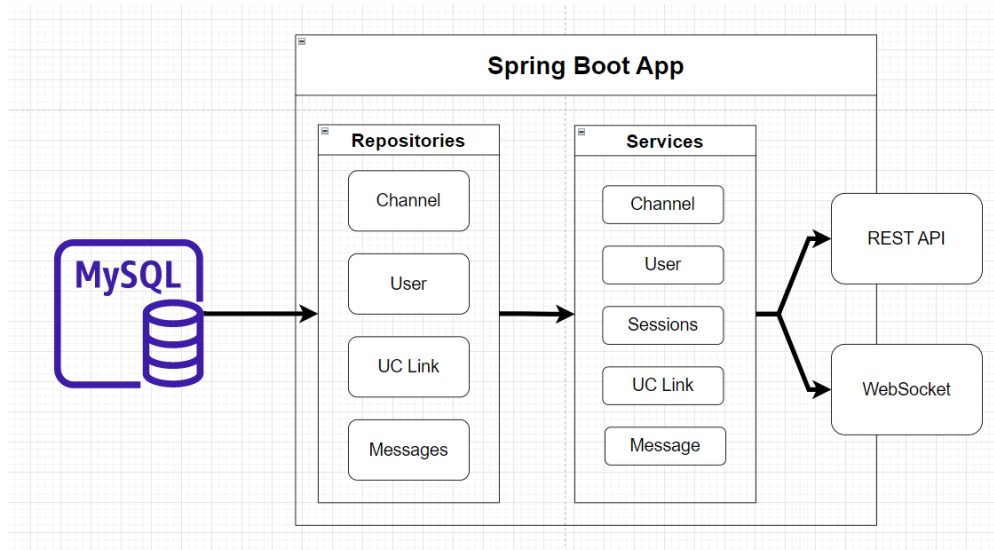 Spring Boot App
Repositories
Channel
User
UC Link
Messages
Services
Channel
User
Sessions
UC Link
Message
MySQL
REST API
WebSocket